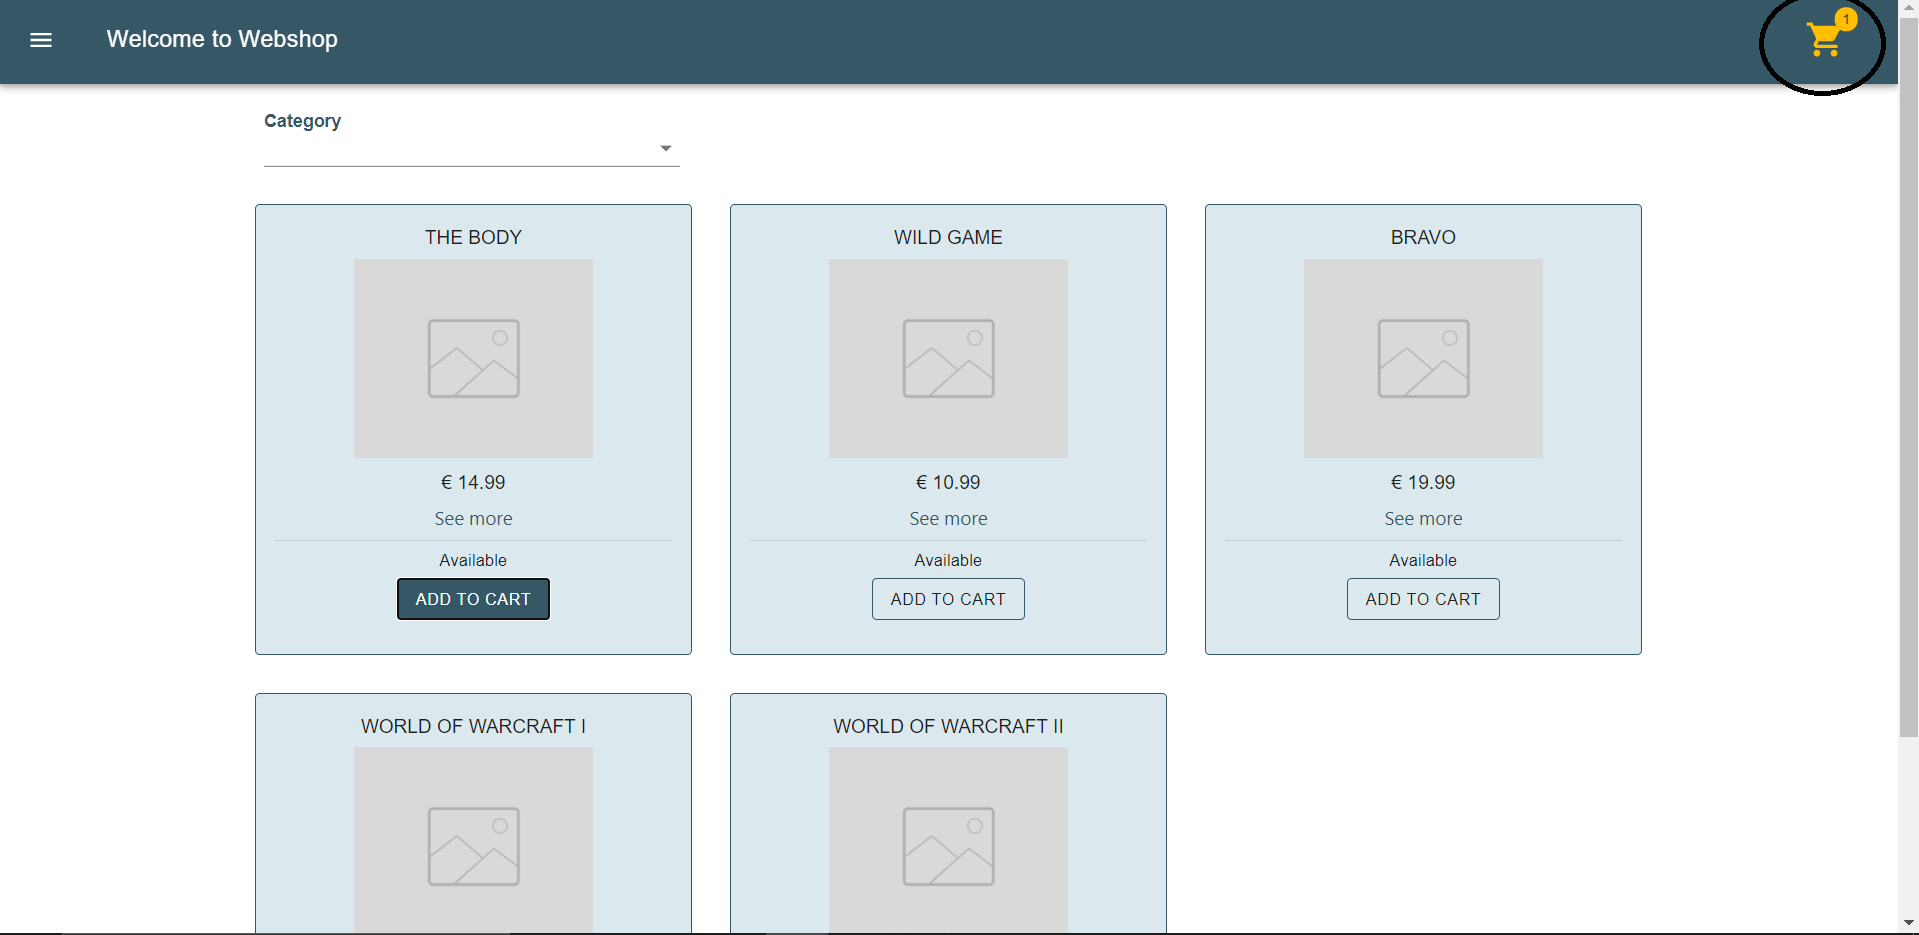 Welcome to Webshop
1
Category
THE BODY
WILD GAME
BRAVO
€ 14.99
€ 10.99
€ 19.99
See more
See more
See more
Available
Available
Available
ADD TO CART
ADD TO CART
ADD TO CART
WORLD OF WARCRAFT I
WORLD OF WARCRAFT II